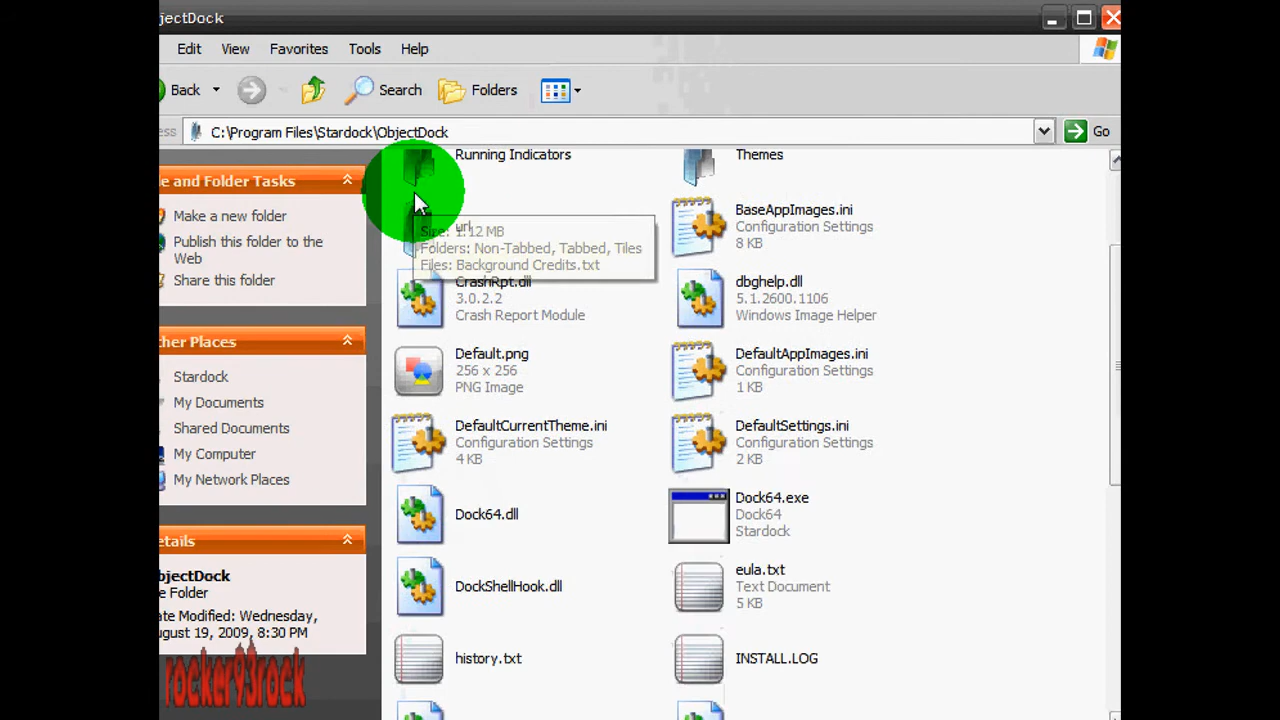 jectDock
Edit View Favorites Tools Help
Back Search Folders
ess C:\Program Files\Stardock\ObjectDock Go
e and Folder Tasks
Make a new folder
Publish this folder to the
Web
Share this folder
ther Places
Stardock
My Documents
Shared Documents
My Computer
My Network Places
etails
bjectDock
e Folder
ate Modified: Wednesday,
ugust 19, 2009, 8:30 PM
rocker93rock
Running Indicators
Themes
url
Size: 1.12 MB
Folders: Non-Tabbed, Tabbed, Tiles
Files: Background Credits.txt
BaseAppImages.ini
Configuration Settings
8 KB
CrashRpt.dll
3.0.2.2
Crash Report Module
dbghelp.dll
5.1.2600.1106
Windows Image Helper
Default.png
256 x 256
PNG Image
DefaultAppImages.ini
Configuration Settings
1 KB
DefaultCurrentTheme.ini
Configuration Settings
4 KB
DefaultSettings.ini
Configuration Settings
2 KB
Dock64.dll
Dock64.exe
Dock64
Stardock
DockShellHook.dll
eula.txt
Text Document
5 KB
history.txt
INSTALL.LOG